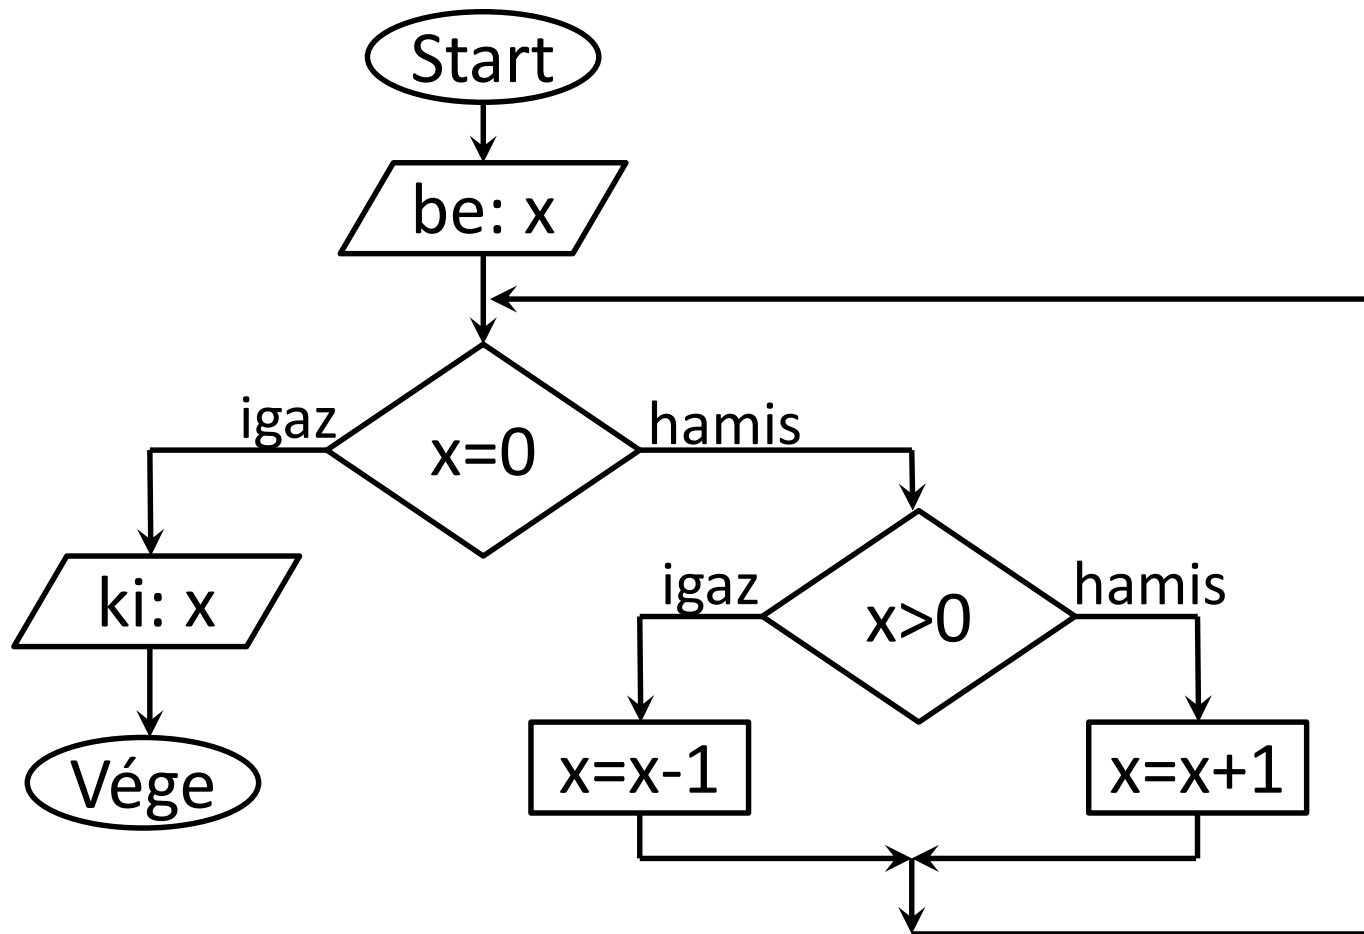 Start
be: x
igaz
hamis
x=0
igaz
hamis
ki: x
x>0
x=x-1
x=x+1
Vége